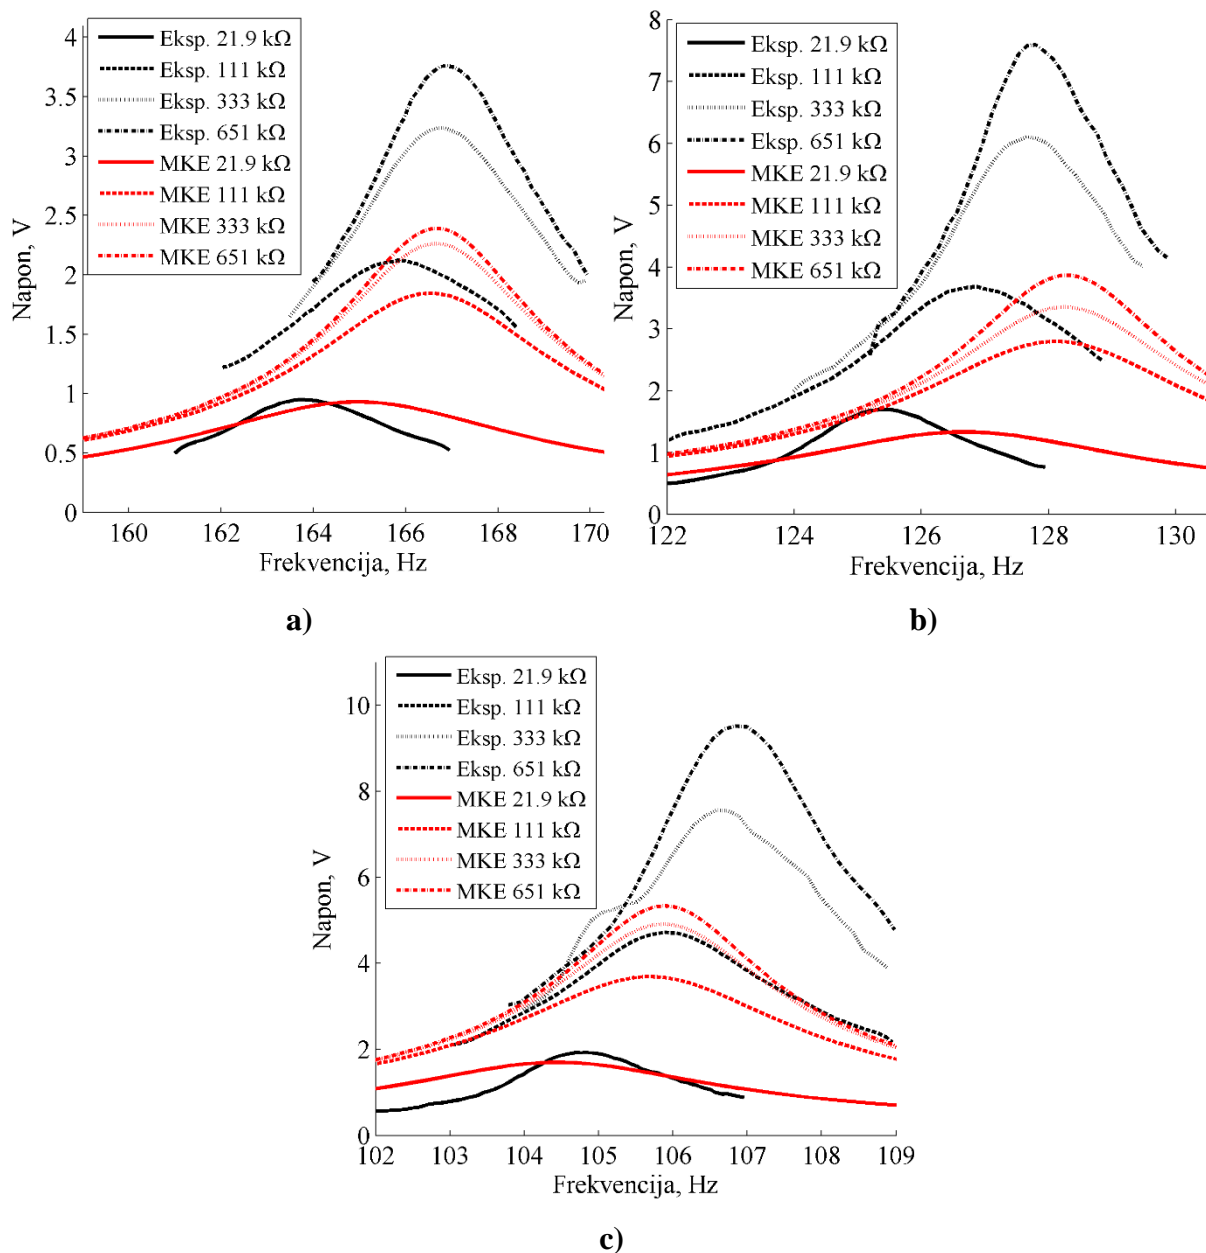 4
3.5
3
2.5
2
1.5
1
0.5
0
Napon, V
Eksp. 21.9 kΩ
Eksp. 111 kΩ
Eksp. 333 kΩ
Eksp. 651 kΩ
MKE 21.9 kΩ
MKE 111 kΩ
MKE 333 kΩ
MKE 651 kΩ
160 162 164 166 168 170
Frekvencija, Hz
a)
8
7
6
5
4
3
2
1
0
Napon, V
Eksp. 21.9 kΩ
Eksp. 111 kΩ
Eksp. 333 kΩ
Eksp. 651 kΩ
MKE 21.9 kΩ
MKE 111 kΩ
MKE 333 kΩ
MKE 651 kΩ
122 124 126 128 130
Frekvencija, Hz
b)
10
8
6
4
2
0
Napon, V
Eksp. 21.9 kΩ
Eksp. 111 kΩ
Eksp. 333 kΩ
Eksp. 651 kΩ
MKE 21.9 kΩ
MKE 111 kΩ
MKE 333 kΩ
MKE 651 kΩ
102 103 104 105 106 107 108 109
Frekvencija, Hz
c)